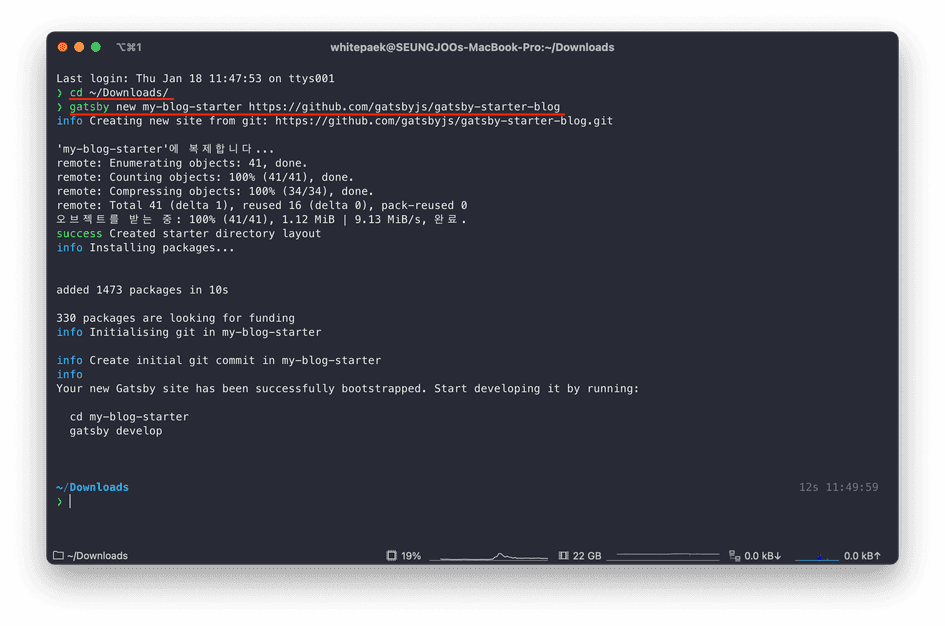 ⌥⌘1
whitepaek@SEUNGJOOs-MacBook-Pro:~/Downloads
Last login: Thu Jan 18 11:47:53 on ttys001
❯ cd ~/Downloads/
❯ gatsby new my-blog-starter https://github.com/gatsbyjs/gatsby-starter-blog
info Creating new site from git: https://github.com/gatsbyjs/gatsby-starter-blog.git
'my-blog-starter'에 복제합니다...
remote: Enumerating objects: 41, done.
remote: Counting objects: 100% (41/41), done.
remote: Compressing objects: 100% (34/34), done.
remote: Total 41 (delta 1), reused 16 (delta 0), pack-reused 0
오브젝트를 받는 중: 100% (41/41), 1.12 MiB | 9.13 MiB/s, 완료.
success Created starter directory layout
info Installing packages...
added 1473 packages in 10s
330 packages are looking for funding
info Initialising git in my-blog-starter
info Create initial git commit in my-blog-starter
info
Your new Gatsby site has been successfully bootstrapped. Start developing it by running:
cd my-blog-starter
gatsby develop
~/Downloads 12s 11:49:59
❯
~/Downloads 19% 22 GB 0.0 kB↓ 0.0 kB↑